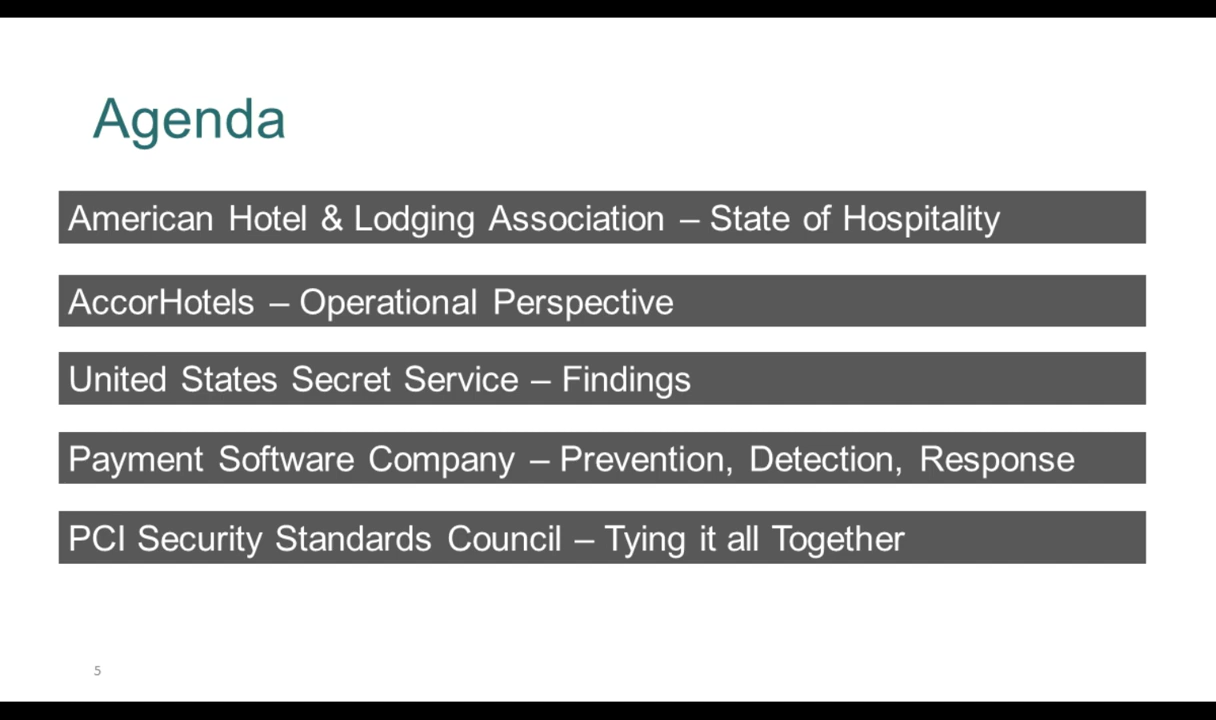 Agenda
American Hotel & Lodging Association – State of Hospitality
AccorHotels – Operational Perspective
United States Secret Service – Findings
Payment Software Company – Prevention, Detection, Response
PCI Security Standards Council – Tying it all Together
5